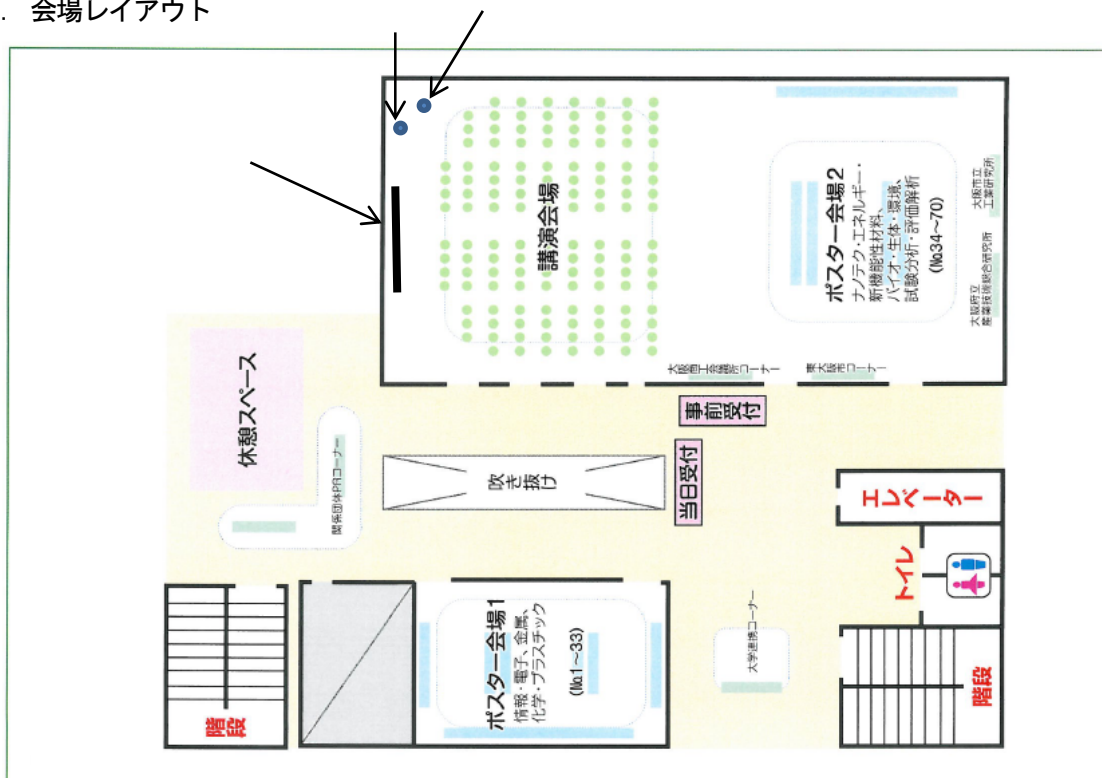 . 会場レイアウト
講演会場
ポスター会場2
ナノテク・エネルギー・
新機能性材料、
バイオ・生体・環境、
試験分析・評価解析
(No.34～70)
大阪市立
工業研究所
大阪府立
産業技術総合研究所
大阪商工会議所コーナー
東大阪市コーナー
事前受付
休憩スペース
関係団体PRコーナー
吹き抜け
当日受付
エレベーター
トイレ
ポスター会場1
情報・電子、金属、
化学・プラスチック
(No.1～33)
大学連携コーナー
階段
階段